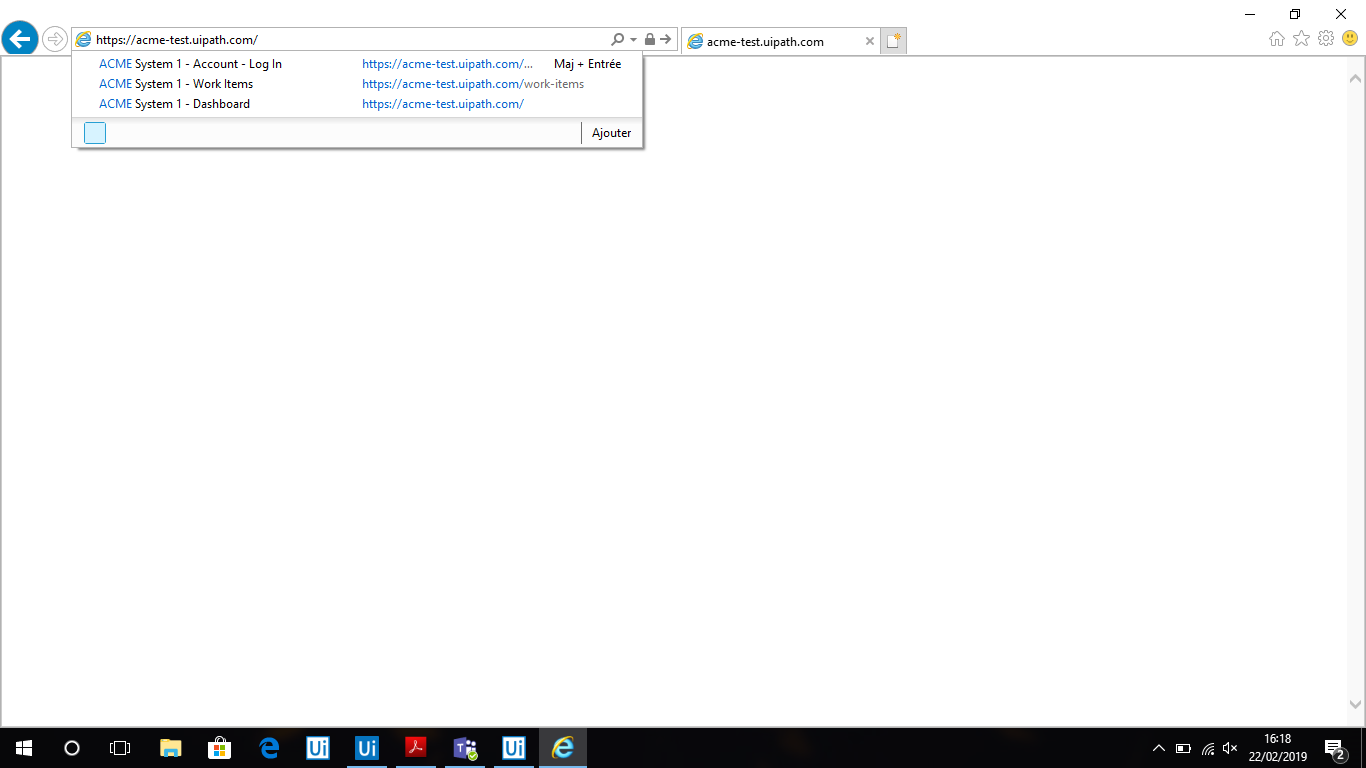 https://acme-test.uipath.com/
acme-test.uipath.com
ACME System 1 - Account - Log In https://acme-test.uipath.com/... Maj + Entrée
ACME System 1 - Work Items https://acme-test.uipath.com/work-items
ACME System 1 - Dashboard https://acme-test.uipath.com/
Ajouter
Ui Ui Ui
16:18
22/02/2019
2